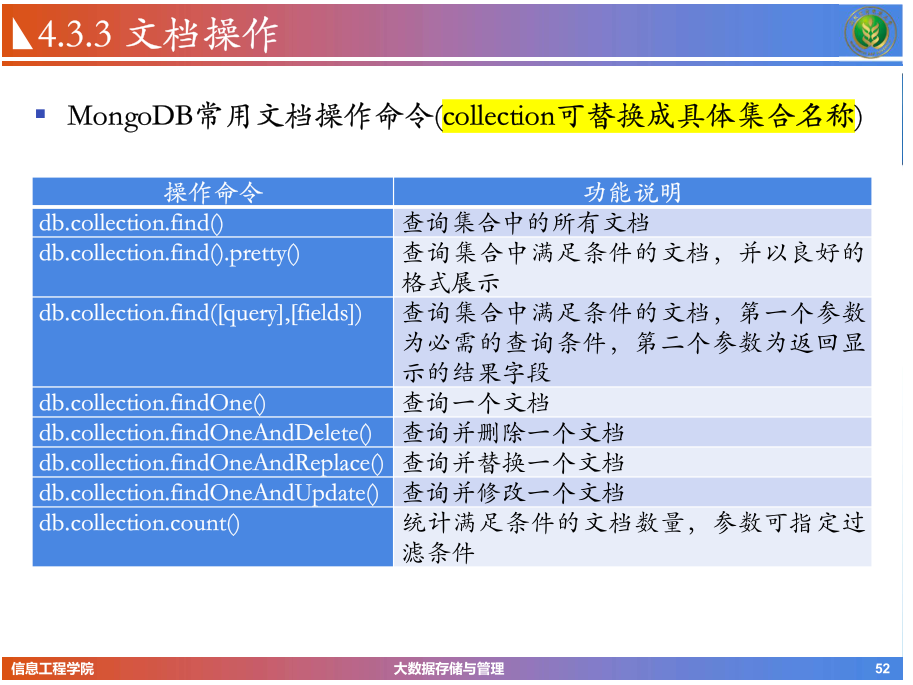 4.3.3 文档操作
▪ MongoDB常用文档操作命令(collection可替换成具体集合名称)
操作命令 功能说明
db.collection.find() 查询集合中的所有文档
db.collection.find().pretty() 查询集合中满足条件的文档，并以良好的
格式展示
db.collection.find([query],[fields]) 查询集合中满足条件的文档，第一个参数
为必需的查询条件，第二个参数为返回显
示的结果字段
db.collection.findOne() 查询一个文档
db.collection.findOneAndDelete() 查询并删除一个文档
db.collection.findOneAndReplace() 查询并替换一个文档
db.collection.findOneAndUpdate() 查询并修改一个文档
db.collection.count() 统计满足条件的文档数量，参数可指定过
滤条件
信息工程学院 大数据存储与管理 52